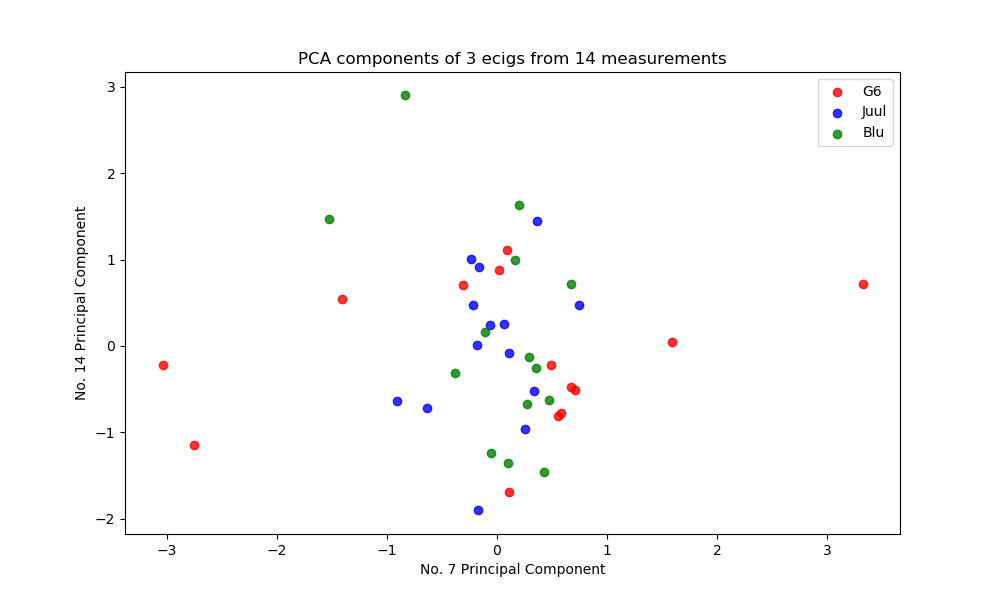 PCA components of 3 ecigs from 14 measurements
G6
Juul
Blu
3
2
1
0
−1
−2
No. 14 Principal Component
−3
−2
−1
0
1
2
3
No. 7 Principal Component